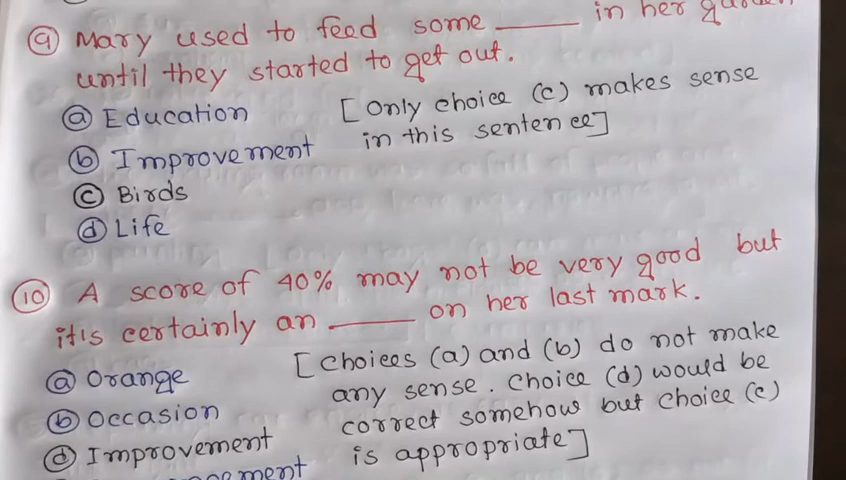 9 Mary used to feed some ____ in her
until they started to get out.
a Education [Only choice (c) makes sense
b Improvement in this sentence]
c Birds
d Life
10 A score of 40% may not be very good but
it is certainly an ____ on her last mark.
a Orange [choices (a) and (b) do not make
b Occasion any sense. Choice (d) would be
d Improvement correct somehow but choice (c)
is appropriate]